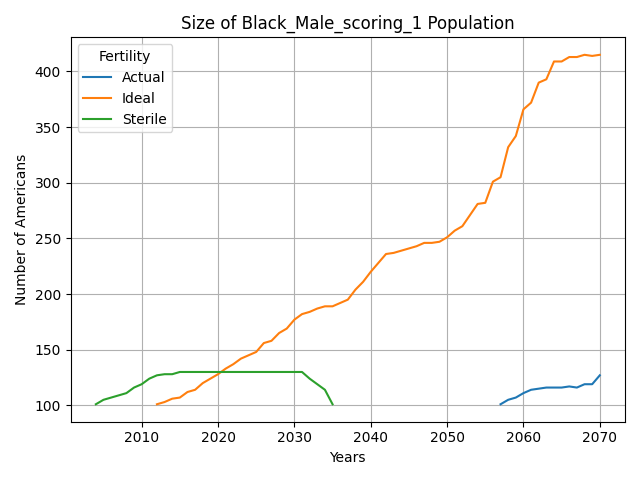 Size of Black_Male_scoring_1 Population
Fertility
Actual
Ideal
Sterile
Number of Americans
400
350
300
250
200
150
100
2010 2020 2030 2040 2050 2060 2070
Years